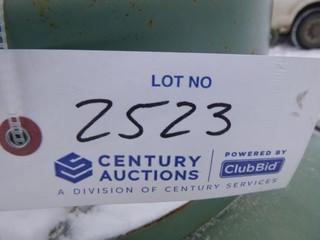 LOT NO
2523
CENTURY AUCTIONS
POWERED BY
ClubBid
A DIVISION OF CENTURY SERVICES